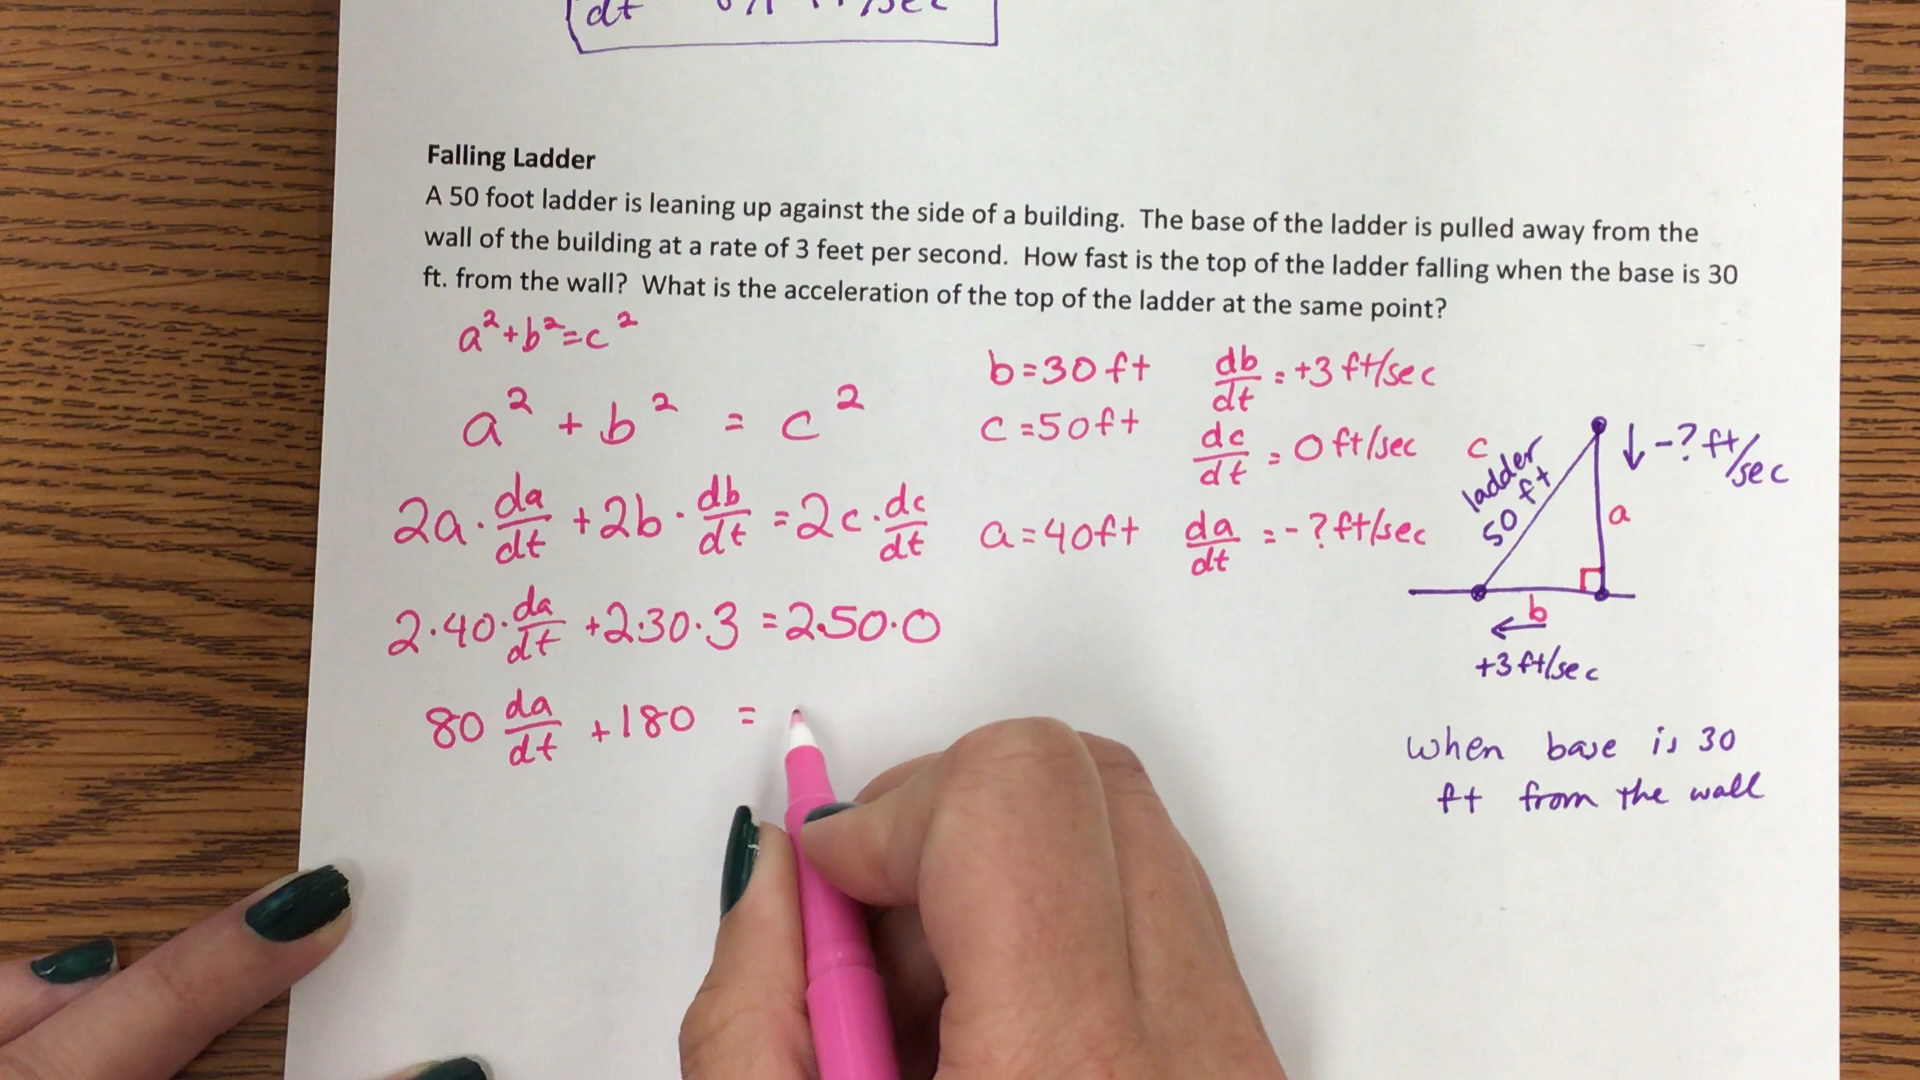 dt
Falling Ladder
A 50 foot ladder is leaning up against the side of a building. The base of the ladder is pulled away from the
wall of the building at a rate of 3 feet per second. How fast is the top of the ladder falling when the base is 30
ft. from the wall? What is the acceleration of the top of the ladder at the same point?
a²+b²=c²
a² + b² = c²
2a · da/dt + 2b · db/dt = 2c · dc/dt
2·40·da/dt +2·30·3 = 2·50·0
80 da/dt +180 =
b=30ft db/dt = +3 ft/sec
c=50ft dc/dt = 0 ft/sec
a=40ft da/dt = -? ft/sec
c
ladder
50 ft
a
↓ -? ft/sec
b
←
+3ft/sec
when base is 30
ft from the wall